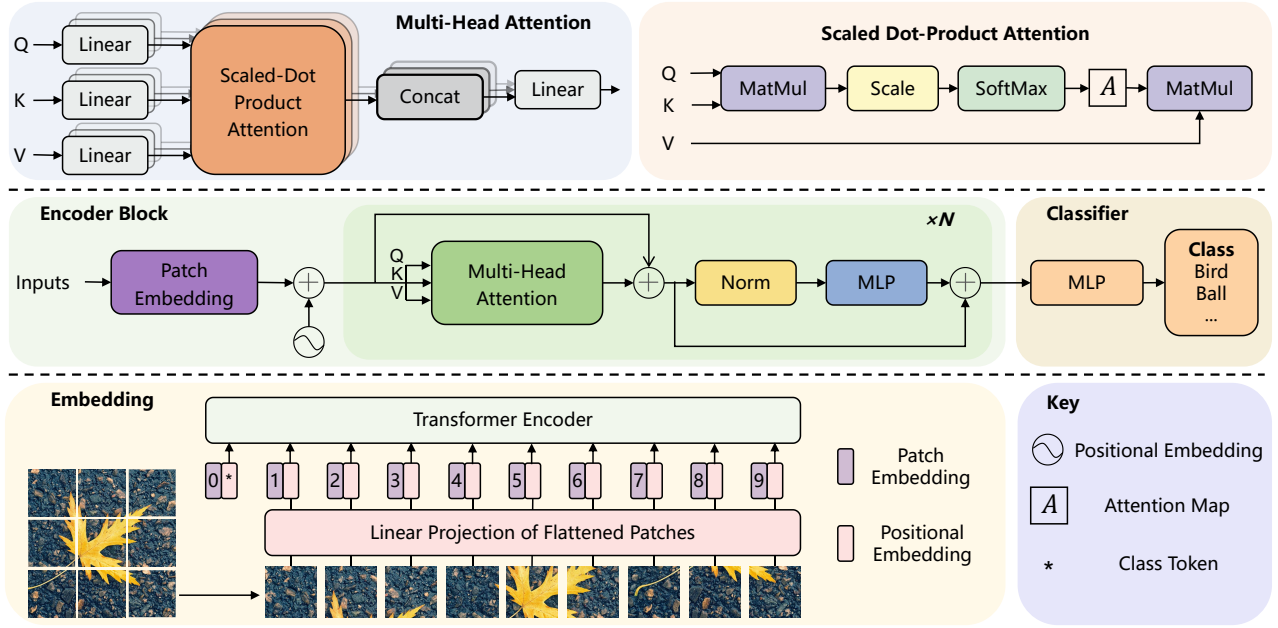 Multi-Head Attention
Q
Linear
K
Linear
V
Linear
Scaled-Dot
Product
Attention
Concat
Linear
Scaled Dot-Product Attention
Q
K
V
MatMul
Scale
SoftMax
A
MatMul
Encoder Block
×N
Inputs
Patch
Embedding
Q
K
V
Multi-Head
Attention
Norm
MLP
Classifier
MLP
Class
Bird
Ball
...
Embedding
Transformer Encoder
0 * 1 2 3 4 5 6 7 8 9
Linear Projection of Flattened Patches
Patch
Embedding
Positional
Embedding
Key
Positional Embedding
A Attention Map
* Class Token